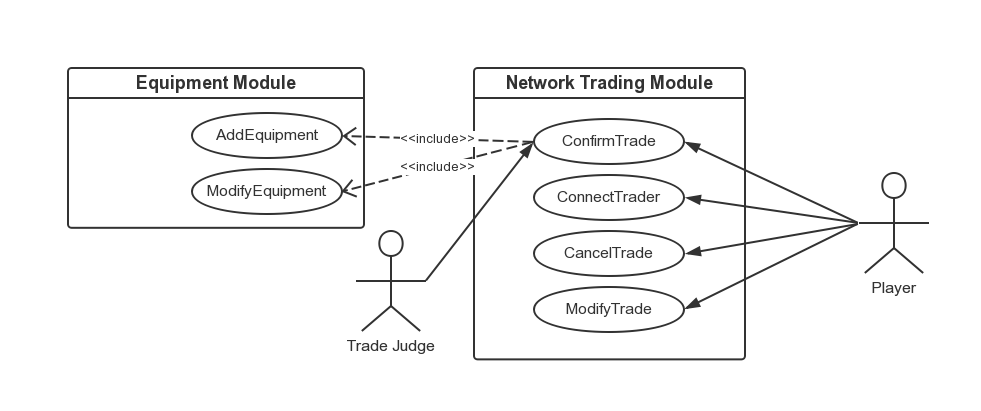 Equipment Module
AddEquipment
ModifyEquipment
<<include>>
<<include>>
Network Trading Module
ConfirmTrade
ConnectTrader
CancelTrade
ModifyTrade
Trade Judge
Player